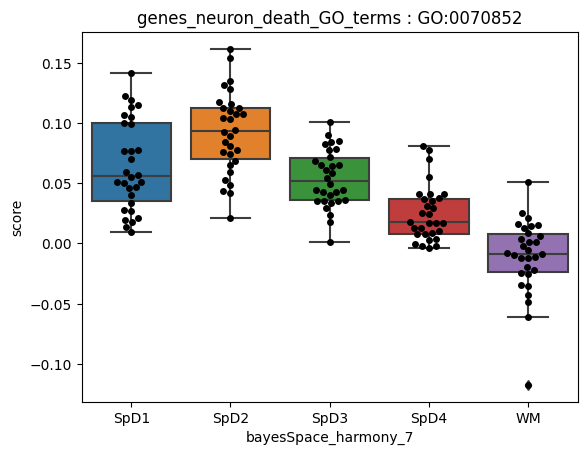 genes_neuron_death_GO_terms : GO:0070852
score
0.15
0.10
0.05
0.00
−0.05
−0.10
SpD1 SpD2 SpD3 SpD4 WM
bayesSpace_harmony_7